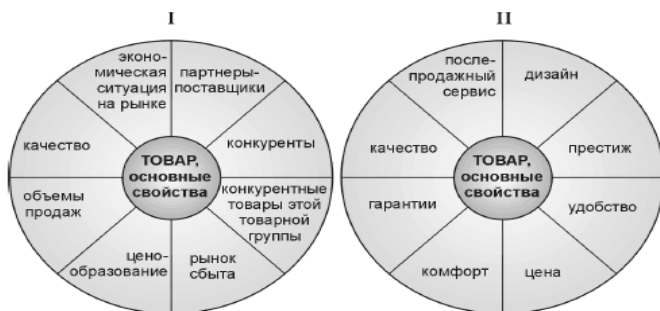 I
эконо-
мическая
ситуация
на рынке
партнеры-
поставщики
качество
конкуренты
ТОВАР,
основные
свойства
объемы
продаж
конкурентные
товары этой
товарной
группы
цено-
образование
рынок
сбыта
II
после-
продажный
сервис
дизайн
качество
престиж
ТОВАР,
основные
свойства
гарантии
удобство
комфорт
цена